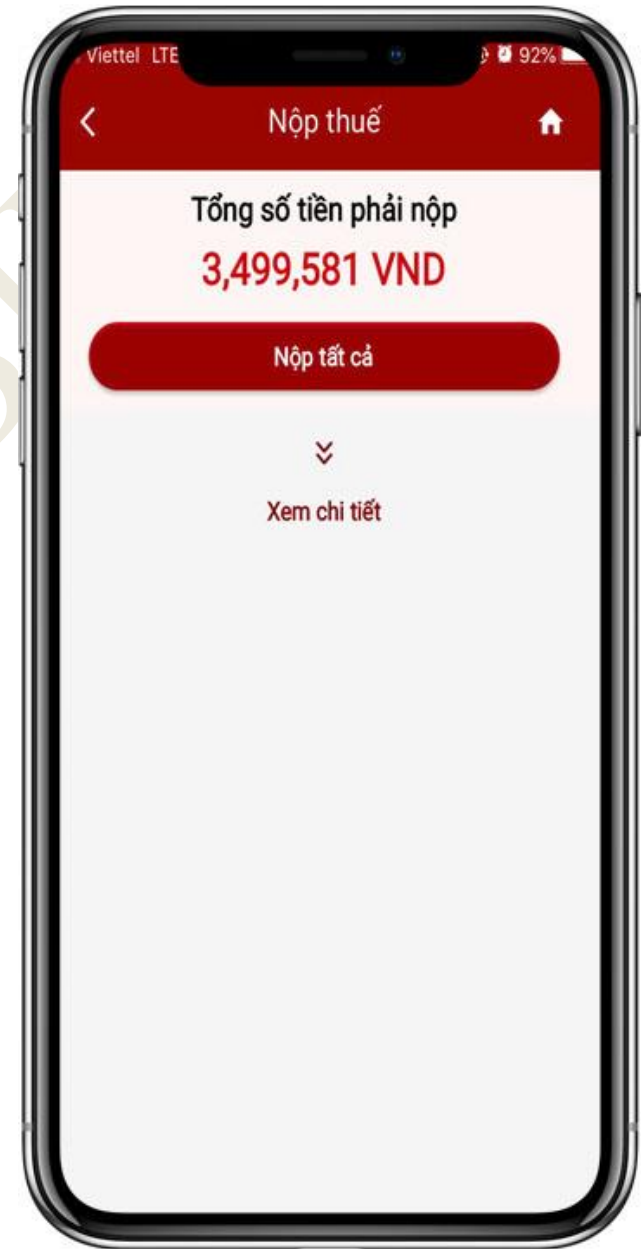 Viettel LTE 92%
Nộp thuế
Tổng số tiền phải nộp
3,499,581 VND
Nộp tất cả
Xem chi tiết